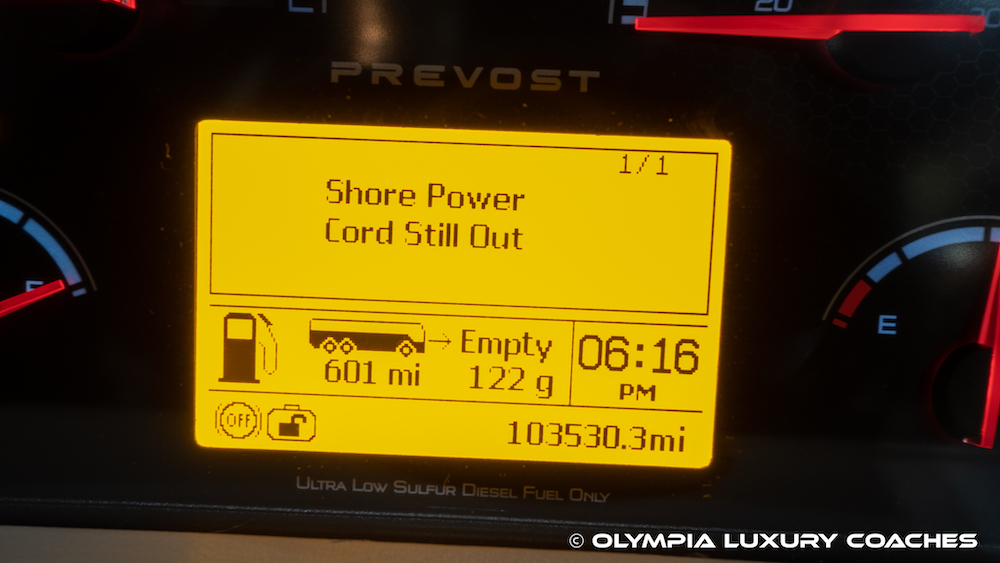 20
PREVOST
1/1
Shore Power
Cord Still Out
F
E
Empty
601 mi
122 g
06:16
PM
OFF
103530.3mi
ULTRA LOW SULFUR DIESEL FUEL ONLY
© OLYMPIA LUXURY COACHES